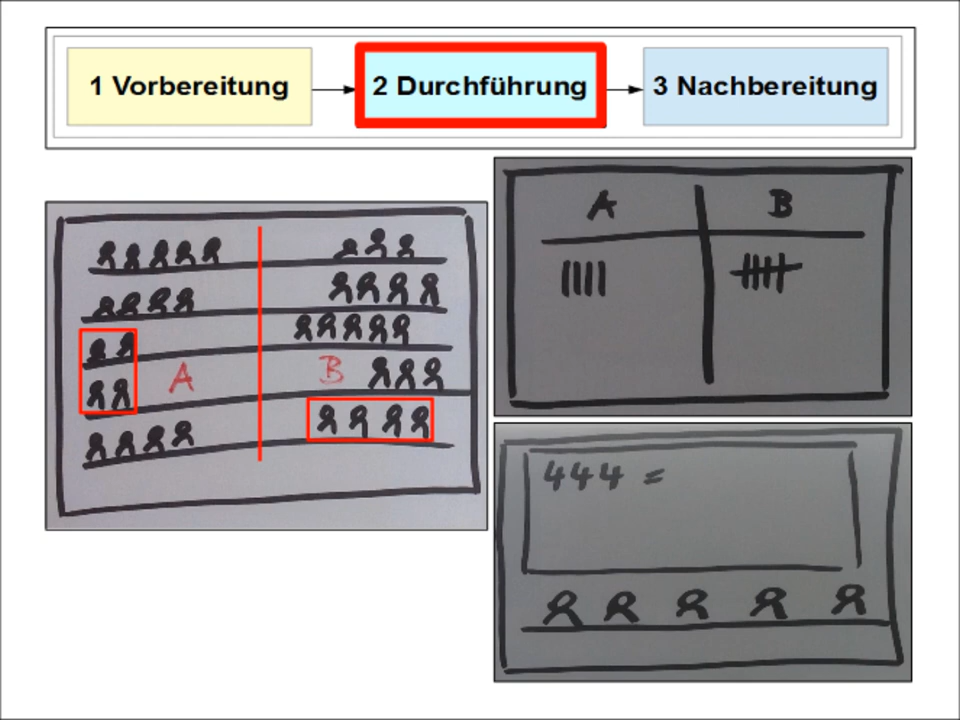 1 Vorbereitung
2 Durchführung
3 Nachbereitung
A B
A B
444 =